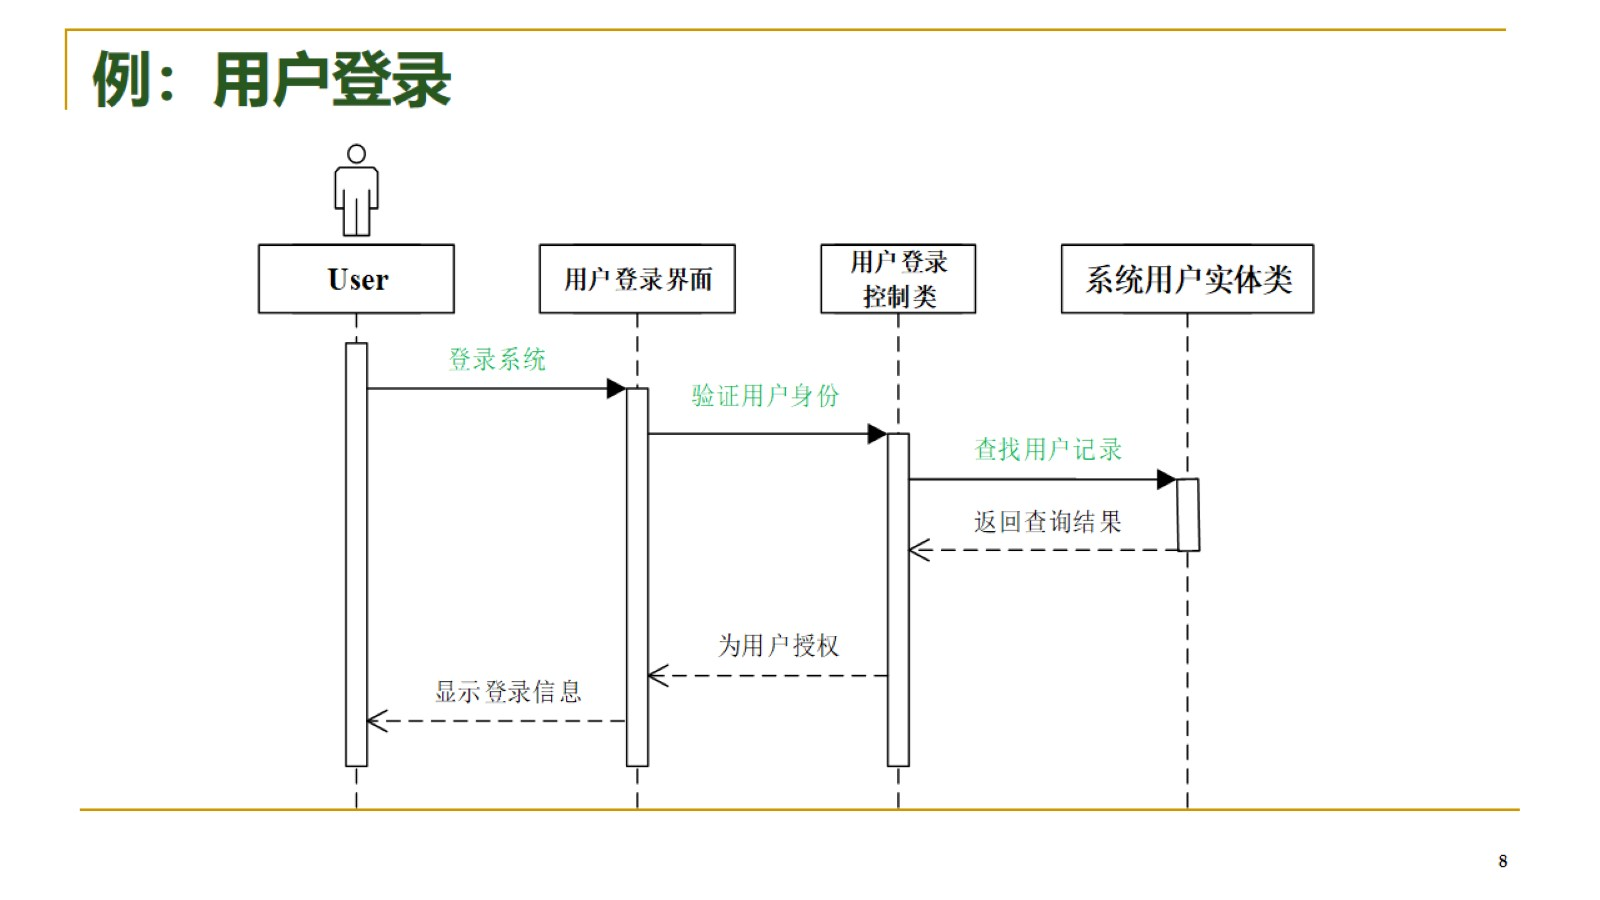 例：用户登录
User
用户登录界面
用户登录
控制类
系统用户实体类
登录系统
验证用户身份
查找用户记录
返回查询结果
为用户授权
显示登录信息
8